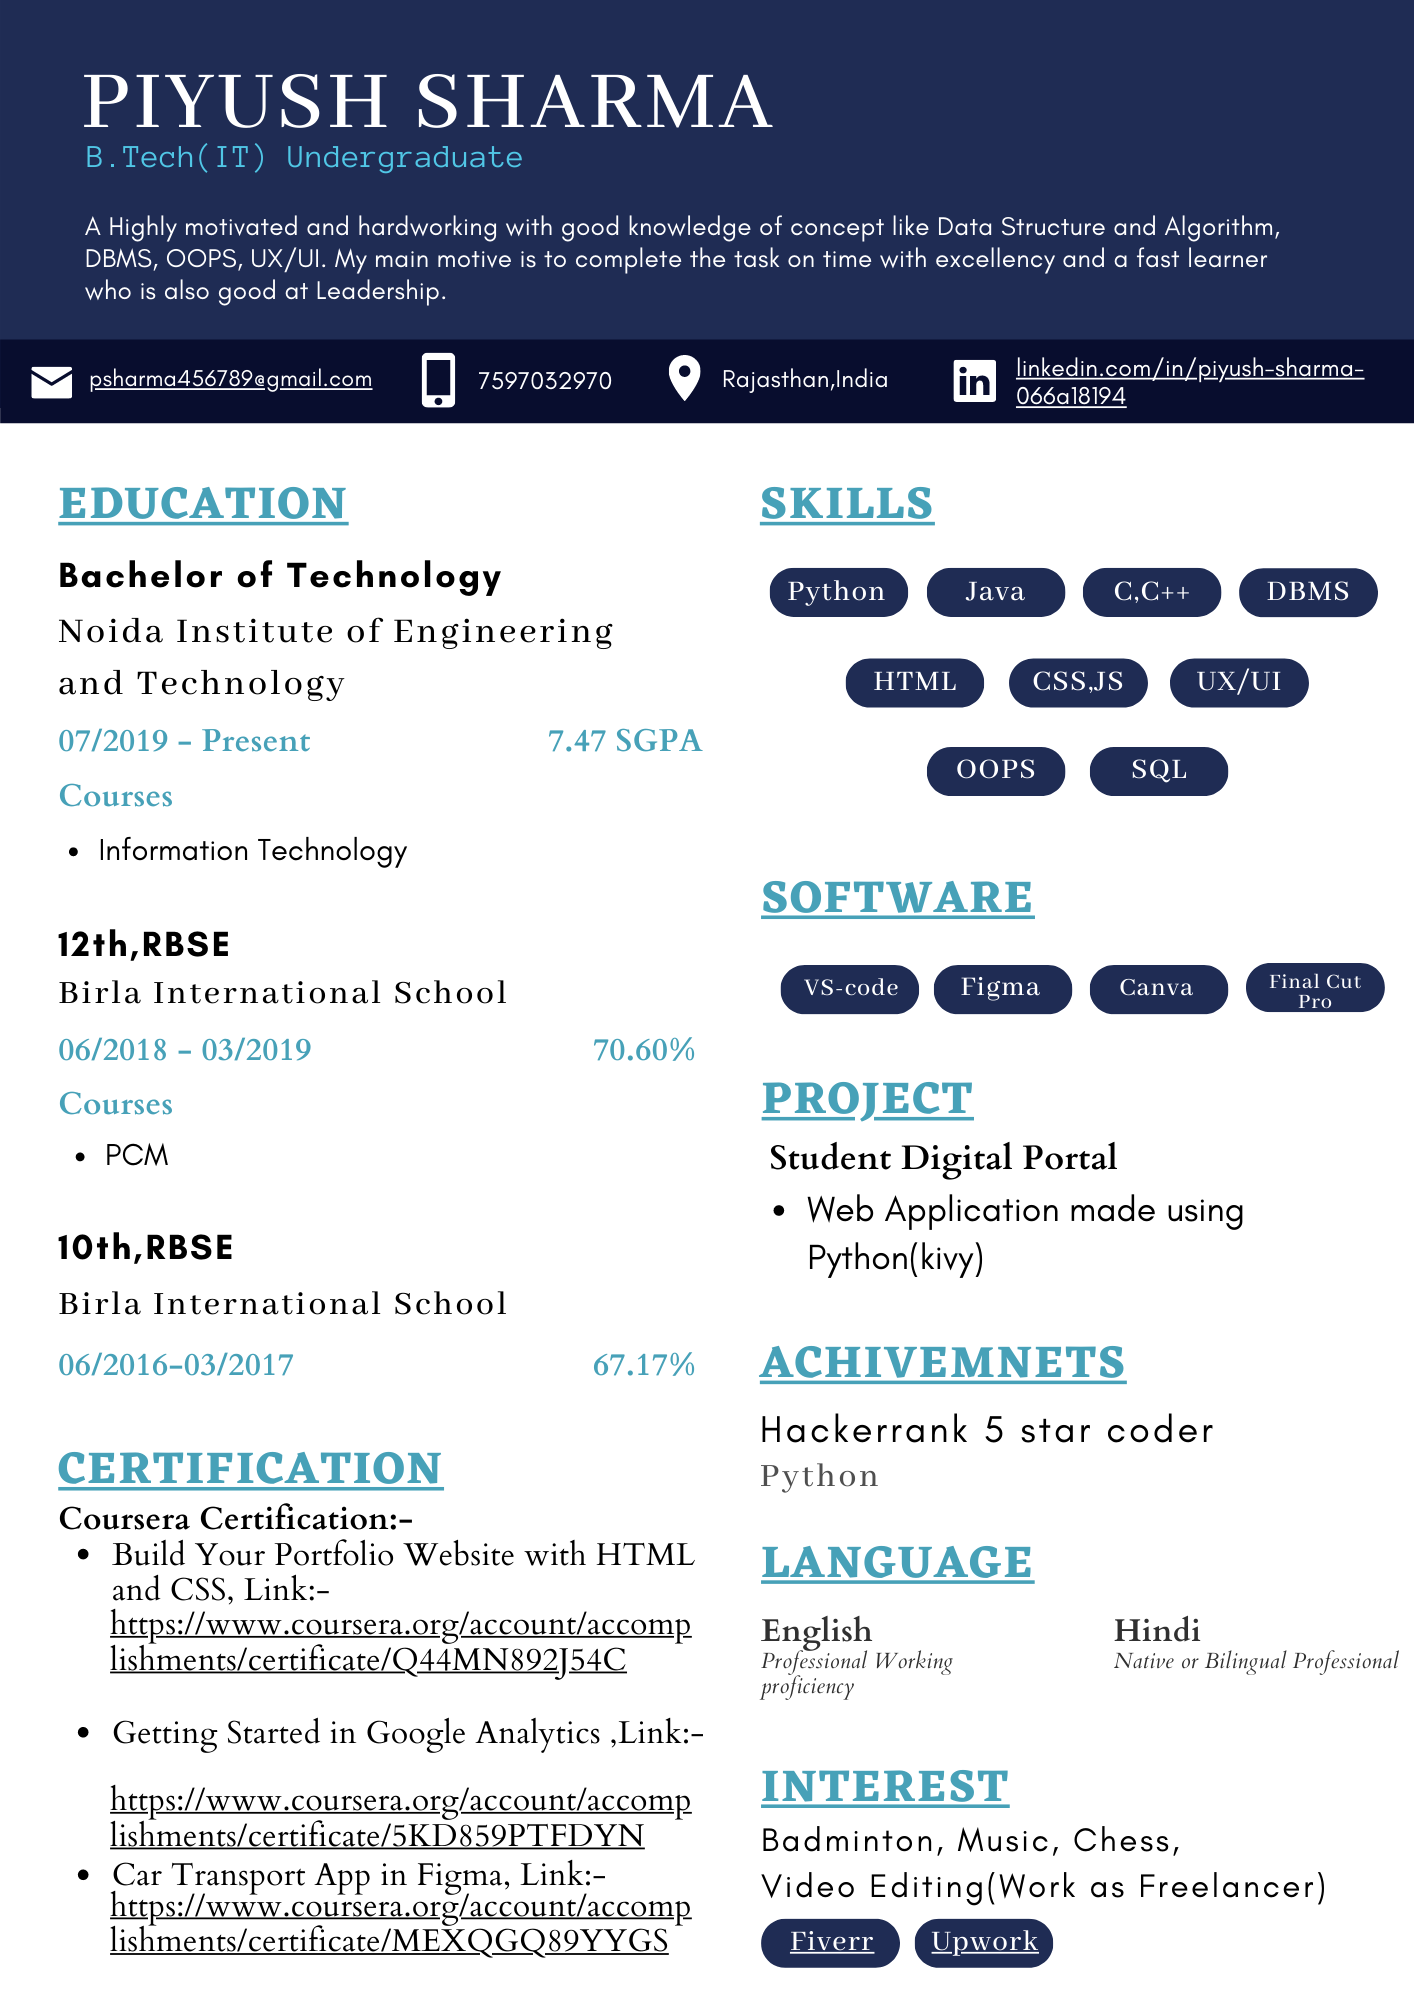 PIYUSH SHARMA
B.Tech(IT) Undergraduate
A Highly motivated and hardworking with good knowledge of concept like Data Structure and Algorithm,
DBMS, OOPS, UX/UI. My main motive is to complete the task on time with excellency and a fast learner
who is also good at Leadership.
psharma456789@gmail.com
7597032970
Rajasthan,India
linkedin.com/in/piyush-sharma-
066a18194
EDUCATION
Bachelor of Technology
Noida Institute of Engineering
and Technology
07/2019 - Present 7.47 SGPA
Courses
• Information Technology
12th,RBSE
Birla International School
06/2018 - 03/2019 70.60%
Courses
• PCM
10th,RBSE
Birla International School
06/2016-03/2017 67.17%
CERTIFICATION
Coursera Certification:-
• Build Your Portfolio Website with HTML
and CSS, Link:-
https://www.coursera.org/account/accomp
lishments/certificate/Q44MN892J54C
• Getting Started in Google Analytics ,Link:-
https://www.coursera.org/account/accomp
lishments/certificate/5KD859PTFDYN
• Car Transport App in Figma, Link:-
https://www.coursera.org/account/accomp
lishments/certificate/MEXQGQ89YYGS
SKILLS
Python Java C,C++ DBMS
HTML CSS,JS UX/UI
OOPS SQL
SOFTWARE
VS-code Figma Canva Final Cut
Pro
PROJECT
Student Digital Portal
• Web Application made using
Python(kivy)
ACHIVEMNETS
Hackerrank 5 star coder
Python
LANGUAGE
English
Professional Working
proficiency
Hindi
Native or Bilingual Professional
INTEREST
Badminton, Music, Chess,
Video Editing(Work as Freelancer)
Fiverr Upwork